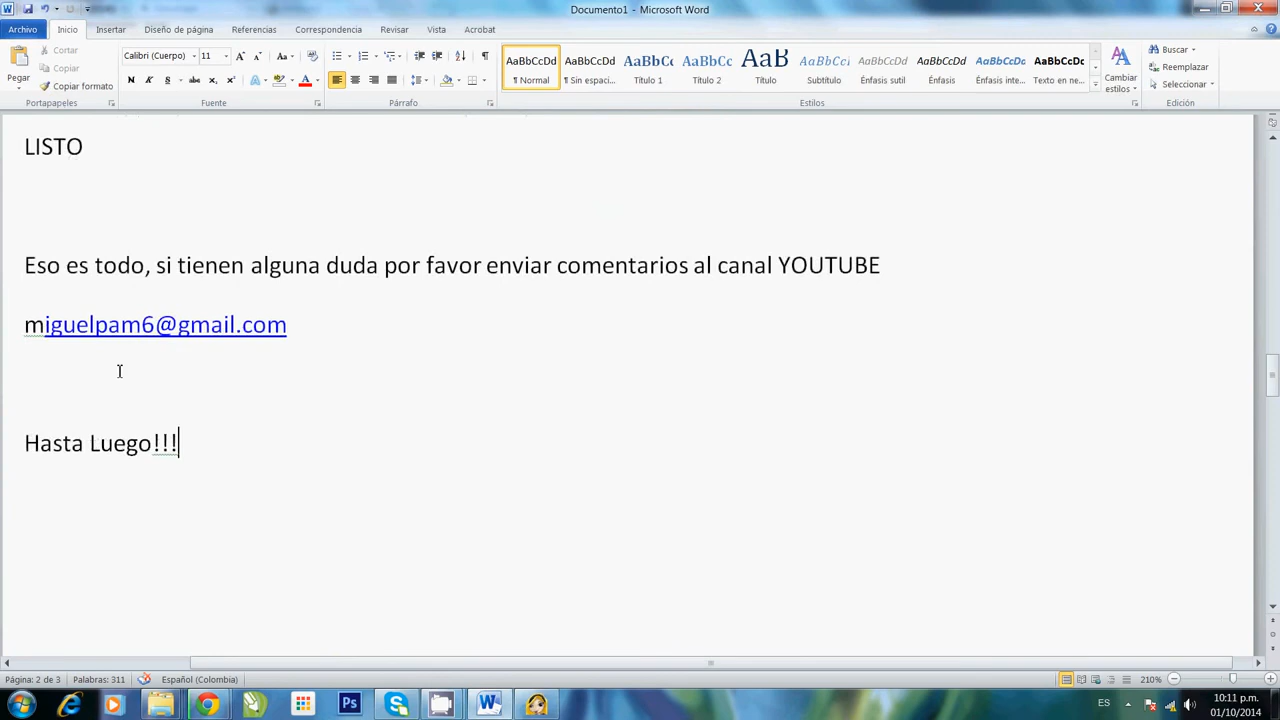 Documento1 - Microsoft Word
Archivo Inicio Insertar Diseño de página Referencias Correspondencia Revisar Vista Acrobat
Pegar
Cortar
Copiar
Copiar formato
Portapapeles
Calibri (Cuerpo) 11
Fuente
Párrafo
AaBbCcDd AaBbCcDd AaBbCc AaBbCc AaB AaBbCcI AaBbCcDd AaBbCcDd AaBbCcDd AaBbCcDc
¶ Normal ¶ Sin espaci... Título 1 Título 2 Título Subtítulo Énfasis sutil Énfasis Énfasis inte... Texto en ne...
Estilos
Cambiar estilos
Buscar
Reemplazar
Seleccionar
Edición
LISTO
Eso es todo, si tienen alguna duda por favor enviar comentarios al canal YOUTUBE
miguelpam6@gmail.com
Hasta Luego!!!
Página: 2 de 3 Palabras: 311 Español (Colombia) 210%
Ps ES 10:11 p.m.
01/10/2014